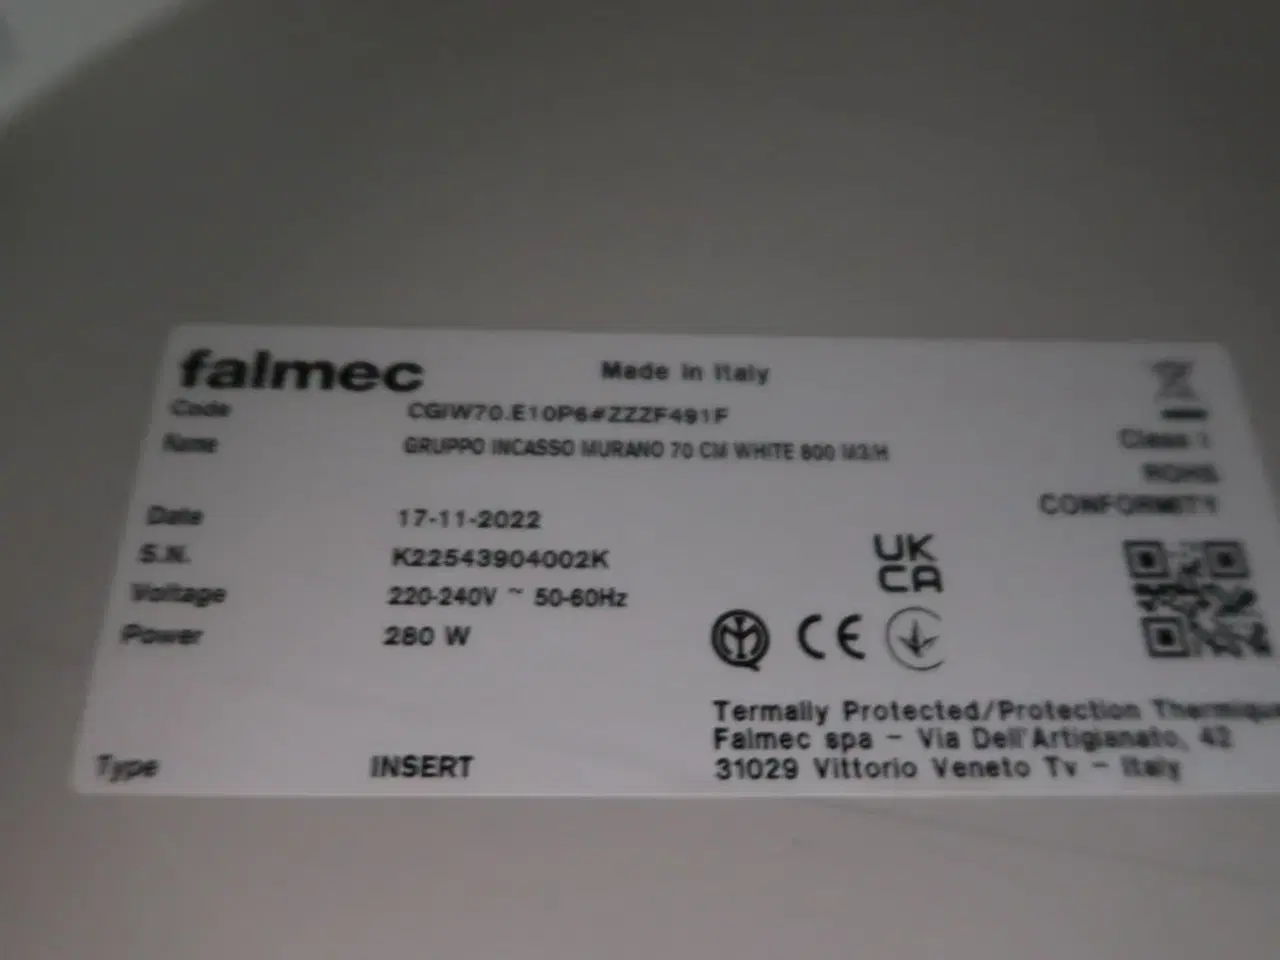 falmec
Made in Italy
Code CGIW70.E10P6#ZZZF491F
Name GRUPPO INCASSO MURANO 70 CM WHITE 800 M3/H
Class I
ROHS
CONFORMITY
Date 17-11-2022
S.N. K22543904002K
Voltage 220-240V ~ 50-60Hz
Power 280 W
UK
CA
CE
Termally Protected/Protection Thermique
Falmec spa - Via Dell'Artigianato, 42
31029 Vittorio Veneto Tv - Italy
Type INSERT